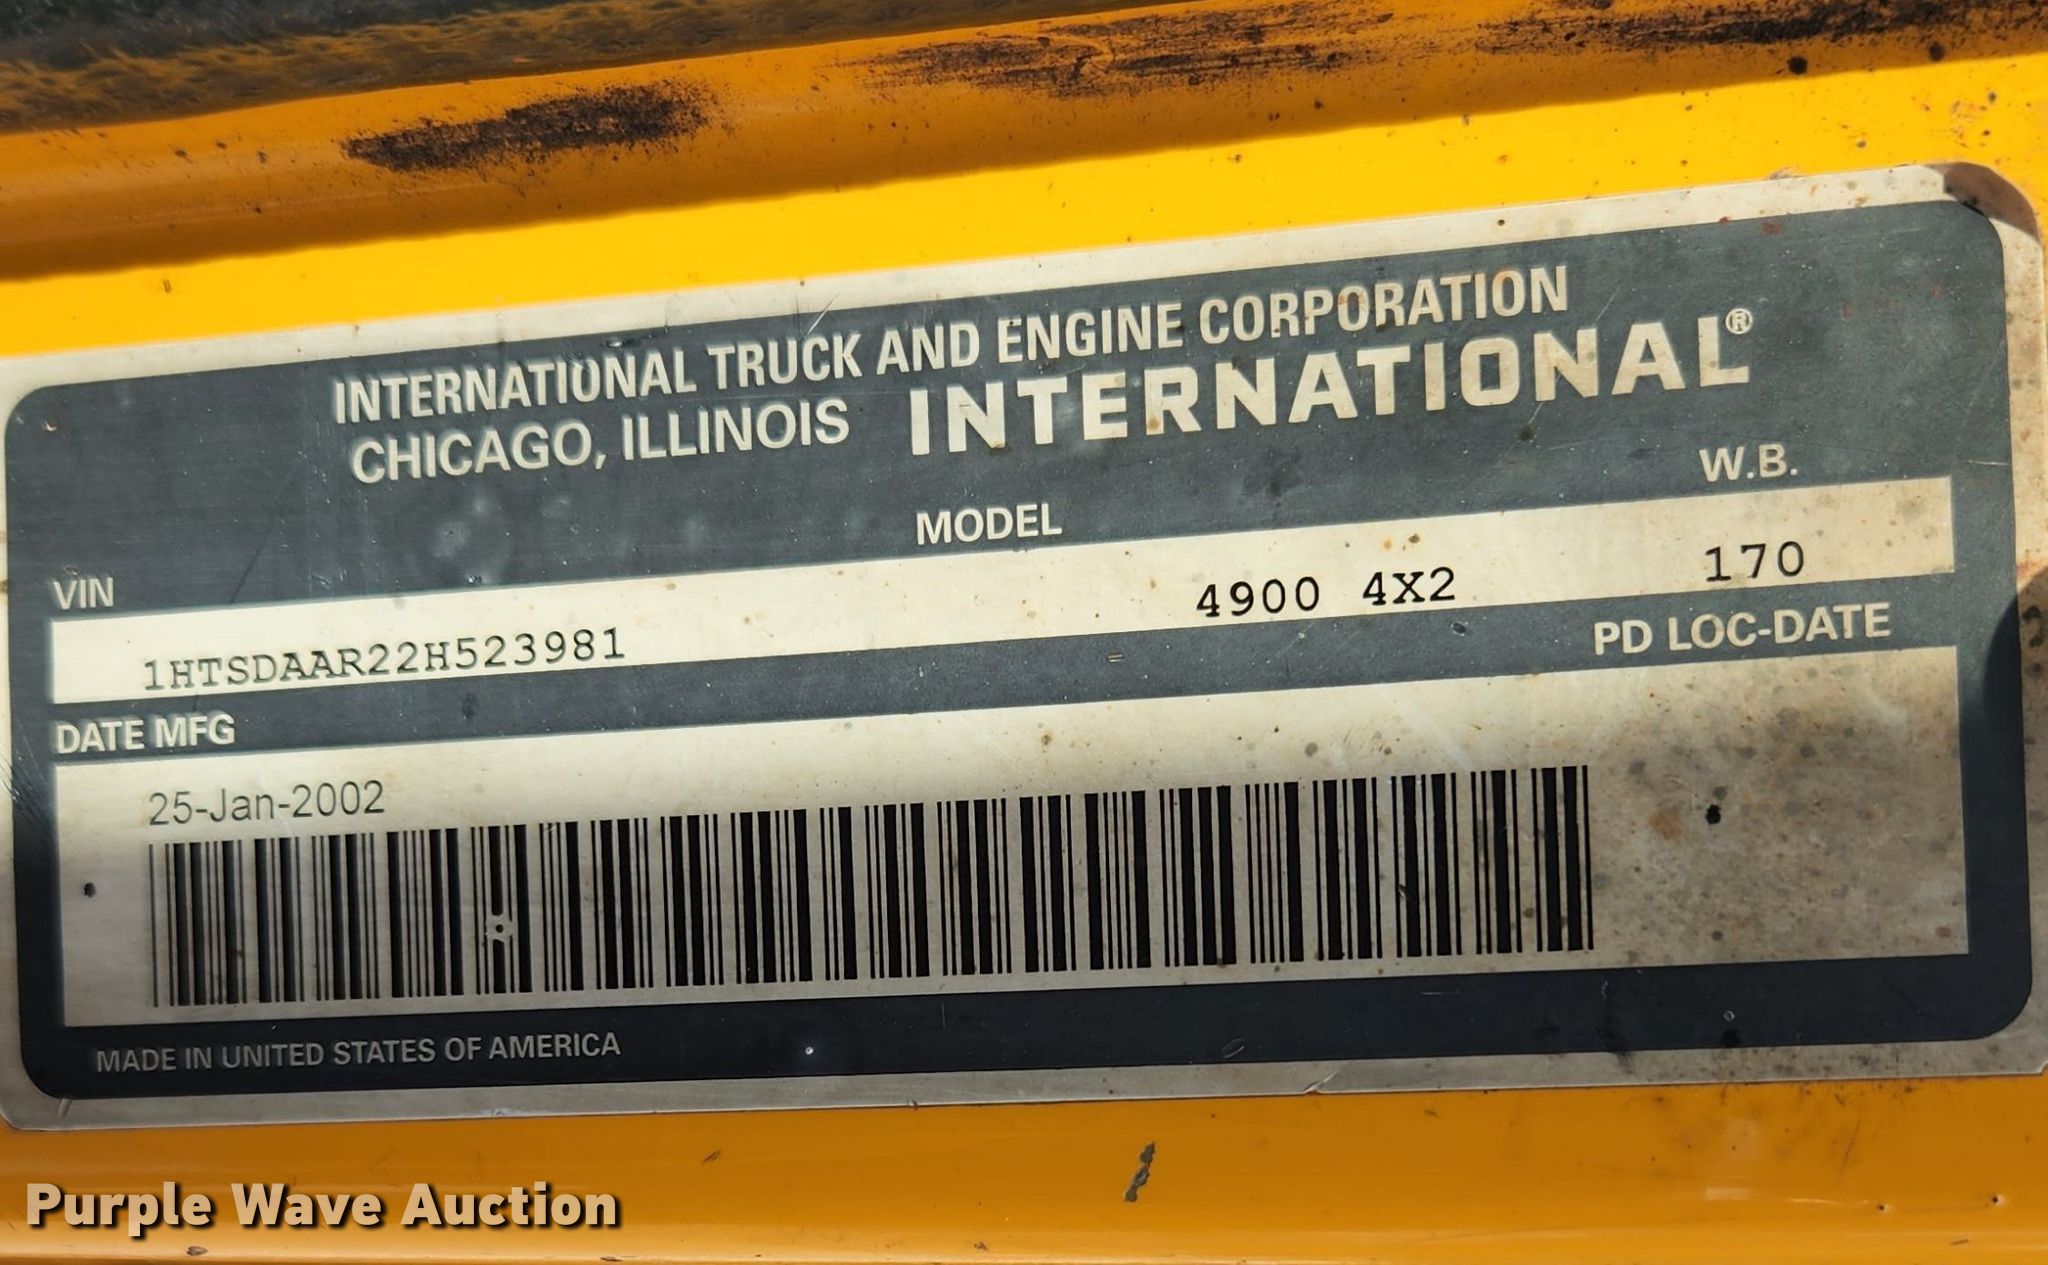 INTERNATIONAL TRUCK AND ENGINE CORPORATION
CHICAGO, ILLINOIS INTERNATIONAL®
VIN MODEL W.B.
1HTSDAAR22H523981 4900 4X2 170
DATE MFG PD LOC-DATE
25-Jan-2002
MADE IN UNITED STATES OF AMERICA
Purple Wave Auction